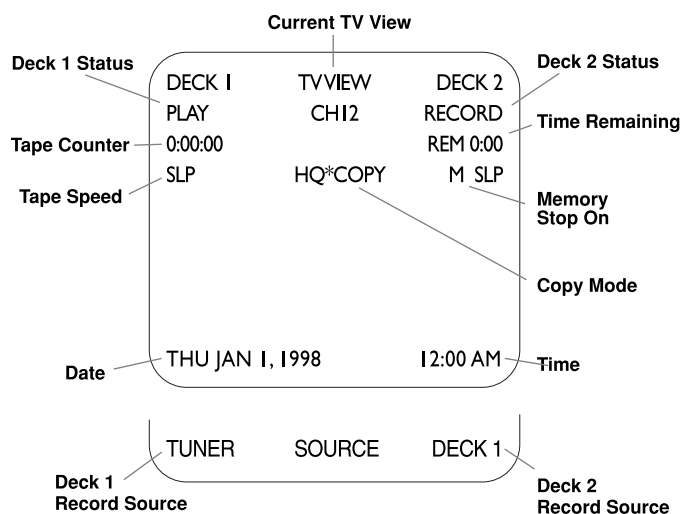 Current TV View
Deck 1 Status
Deck 2 Status
DECK 1 TV VIEW DECK 2
PLAY CH12 RECORD
Time Remaining
Tape Counter 0:00:00 REM 0:00
SLP HQ*COPY M SLP
Tape Speed
Memory
Stop On
Copy Mode
THU JAN 1, 1998 12:00 AM
Date
Time
TUNER SOURCE DECK 1
Deck 1
Record Source
Deck 2
Record Source